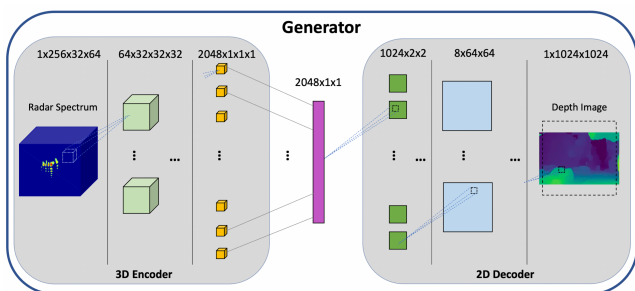 Generator
1x256x32x64
64x32x32x32
2048x1x1x1
2048x1x1
1024x2x2
8x64x64
1x1024x1024
Radar Spectrum
Depth Image
...
...
...
...
3D Encoder
2D Decoder